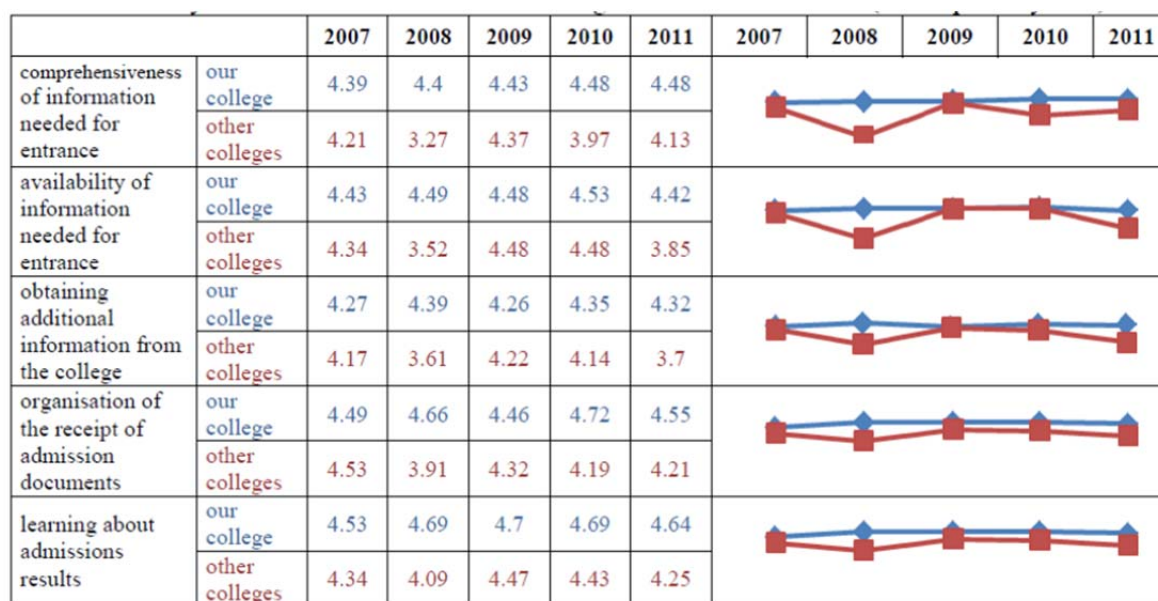 2007 2008 2009 2010 2011 2007 2008 2009 2010 2011
comprehensiveness
of information
needed for
entrance
our
college
4.39 4.4 4.43 4.48 4.48
other
colleges
4.21 3.27 4.37 3.97 4.13
availability of
information
needed for
entrance
our
college
4.43 4.49 4.48 4.53 4.42
other
colleges
4.34 3.52 4.48 4.48 3.85
obtaining
additional
information from
the college
our
college
4.27 4.39 4.26 4.35 4.32
other
colleges
4.17 3.61 4.22 4.14 3.7
organisation of
the receipt of
admission
documents
our
college
4.49 4.66 4.46 4.72 4.55
other
colleges
4.53 3.91 4.32 4.19 4.21
learning about
admissions
results
our
college
4.53 4.69 4.7 4.69 4.64
other
colleges
4.34 4.09 4.47 4.43 4.25